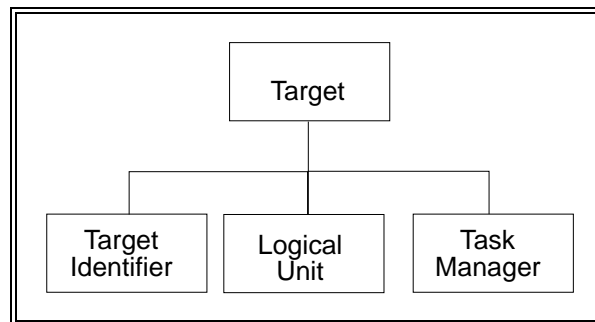 Target
Target
Identifier
Logical
Unit
Task
Manager